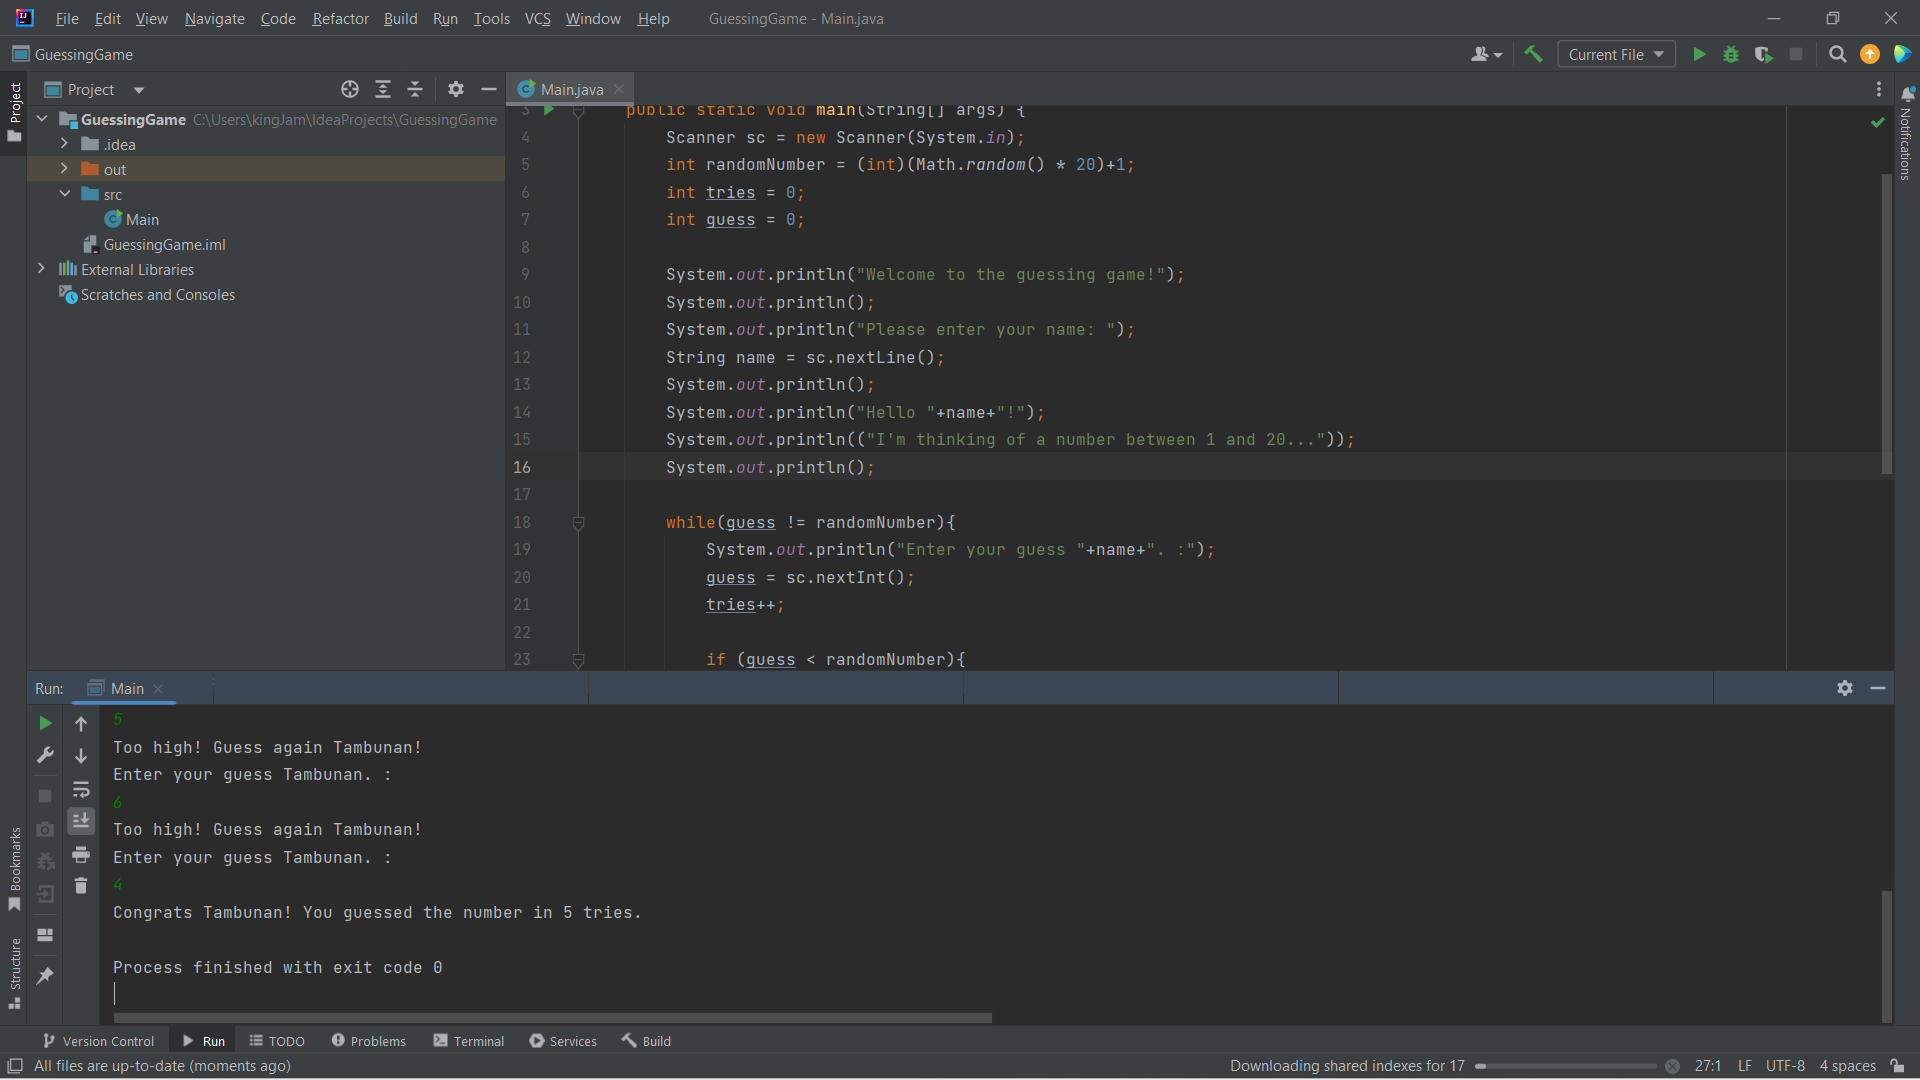 File Edit View Navigate Code Refactor Build Run Tools VCS Window Help GuessingGame - Main.java
GuessingGame
Current File
Project
Project
GuessingGame C:\Users\kingJam\IdeaProjects\GuessingGame
.idea
out
src
Main
GuessingGame.iml
External Libraries
Scratches and Consoles
Main.java
3 public static void main(String[] args) {
4 Scanner sc = new Scanner(System.in);
5 int randomNumber = (int)(Math.random() * 20)+1;
6 int tries = 0;
7 int guess = 0;
8
9 System.out.println("Welcome to the guessing game!");
10 System.out.println();
11 System.out.println("Please enter your name: ");
12 String name = sc.nextLine();
13 System.out.println();
14 System.out.println("Hello "+name+"!");
15 System.out.println(("I'm thinking of a number between 1 and 20..."));
16 System.out.println();
17
18 while(guess != randomNumber){
19 System.out.println("Enter your guess "+name+". :");
20 guess = sc.nextInt();
21 tries++;
22
23 if (guess < randomNumber){
Notifications
Run: Main
5
Too high! Guess again Tambunan!
Enter your guess Tambunan. :
6
Too high! Guess again Tambunan!
Enter your guess Tambunan. :
4
Congrats Tambunan! You guessed the number in 5 tries.
Process finished with exit code 0
Bookmarks
Structure
Version Control Run TODO Problems Terminal Services Build
All files are up-to-date (moments ago) Downloading shared indexes for 17 27:1 LF UTF-8 4 spaces